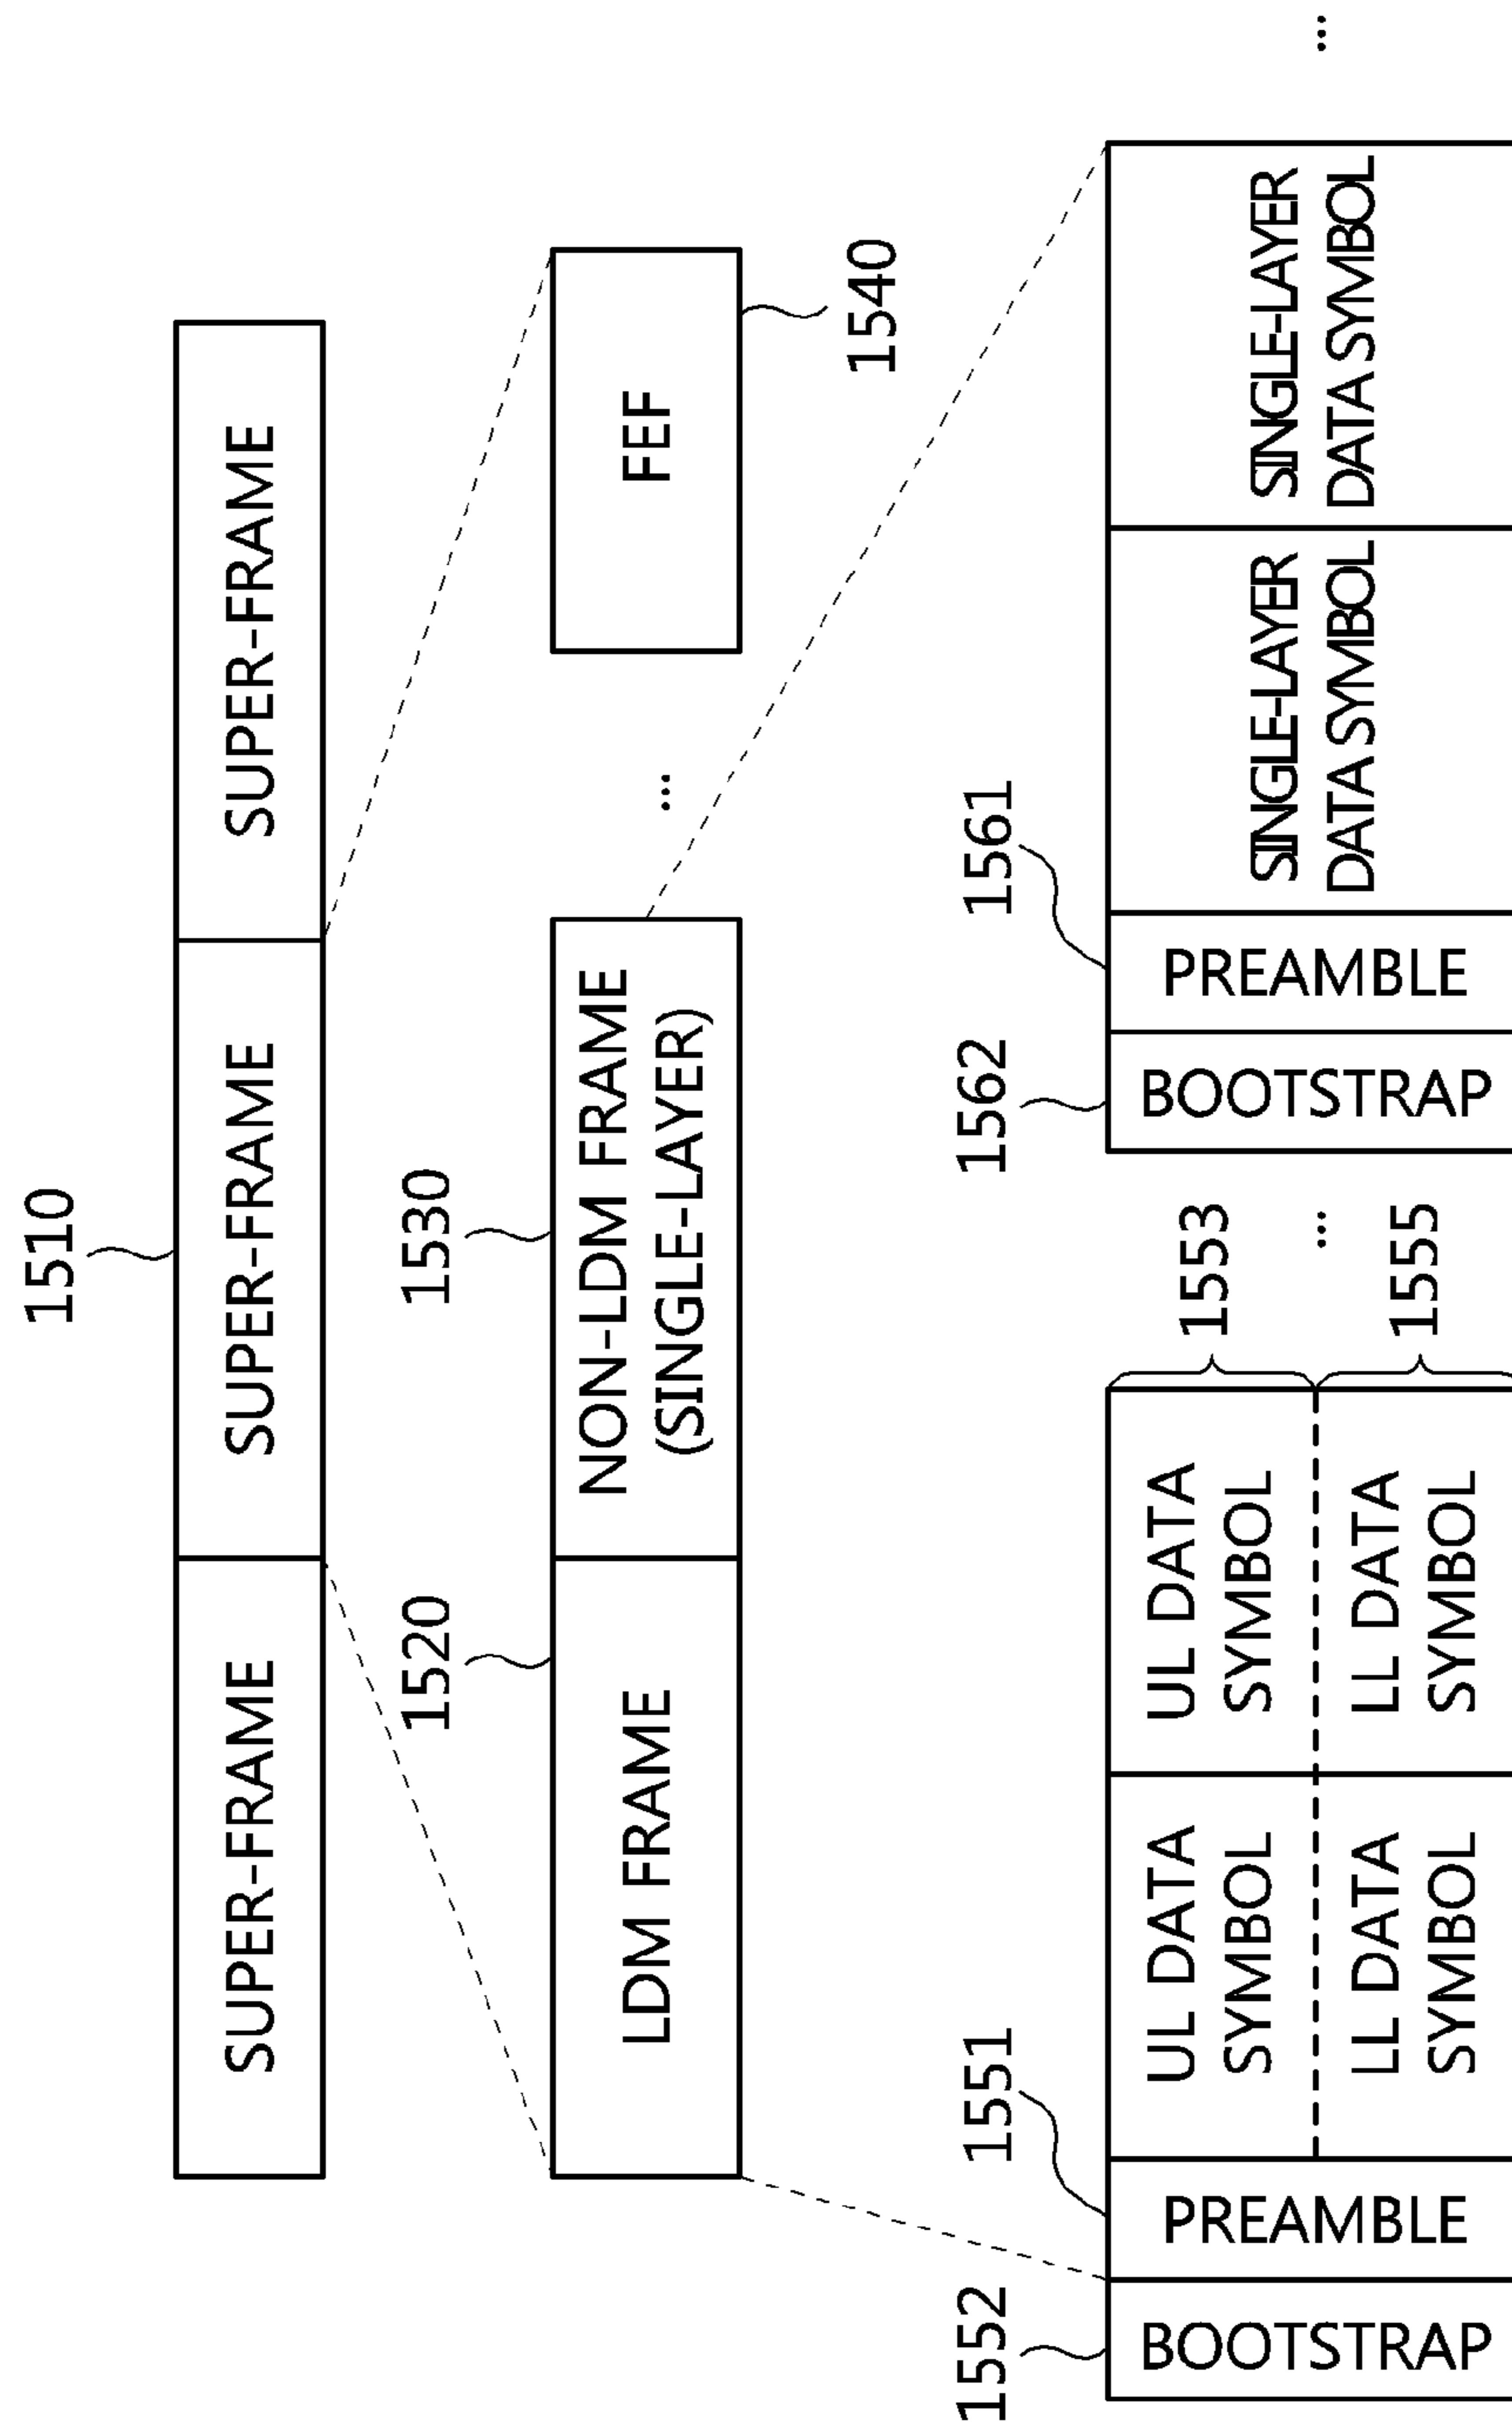 1510
SUPER-FRAME
SUPER-FRAME
SUPER-FRAME
1520
1530
LDM FRAME
NON-LDM FRAME
(SINGLE-LAYER)
...
FEF
1540
1552
1551
1562
1561
BOOTSTRAP
PREAMBLE
UL DATA
SYMBOL
UL DATA
SYMBOL
1553
LL DATA
SYMBOL
LL DATA
SYMBOL
1555
...
BOOTSTRAP
PREAMBLE
SINGLE-LAYER
DATA SYMBOL
SINGLE-LAYER
DATA SYMBOL
...